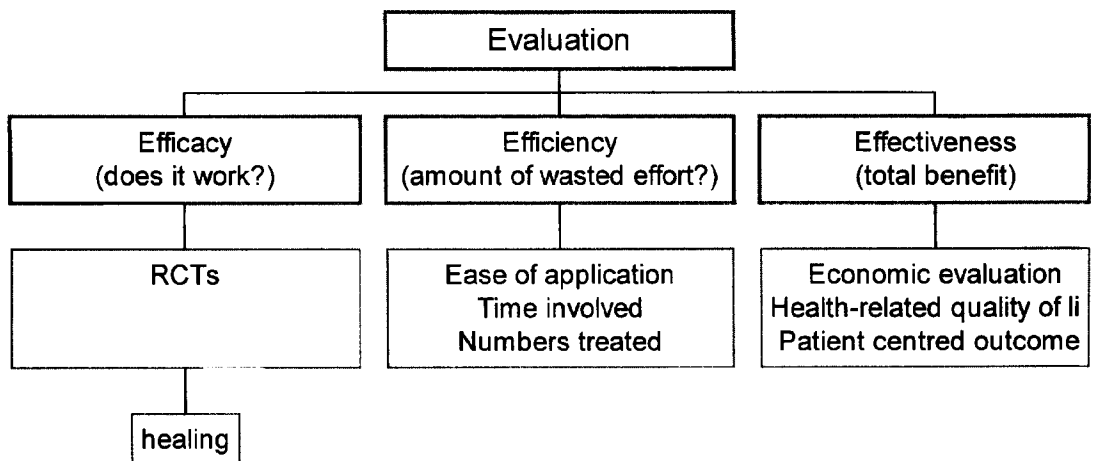 Evaluation
Efficacy
(does it work?)
Efficiency
(amount of wasted effort?)
Effectiveness
(total benefit)
RCTs
Ease of application
Time involved
Numbers treated
Economic evaluation
Health-related quality of li
Patient centred outcome
healing